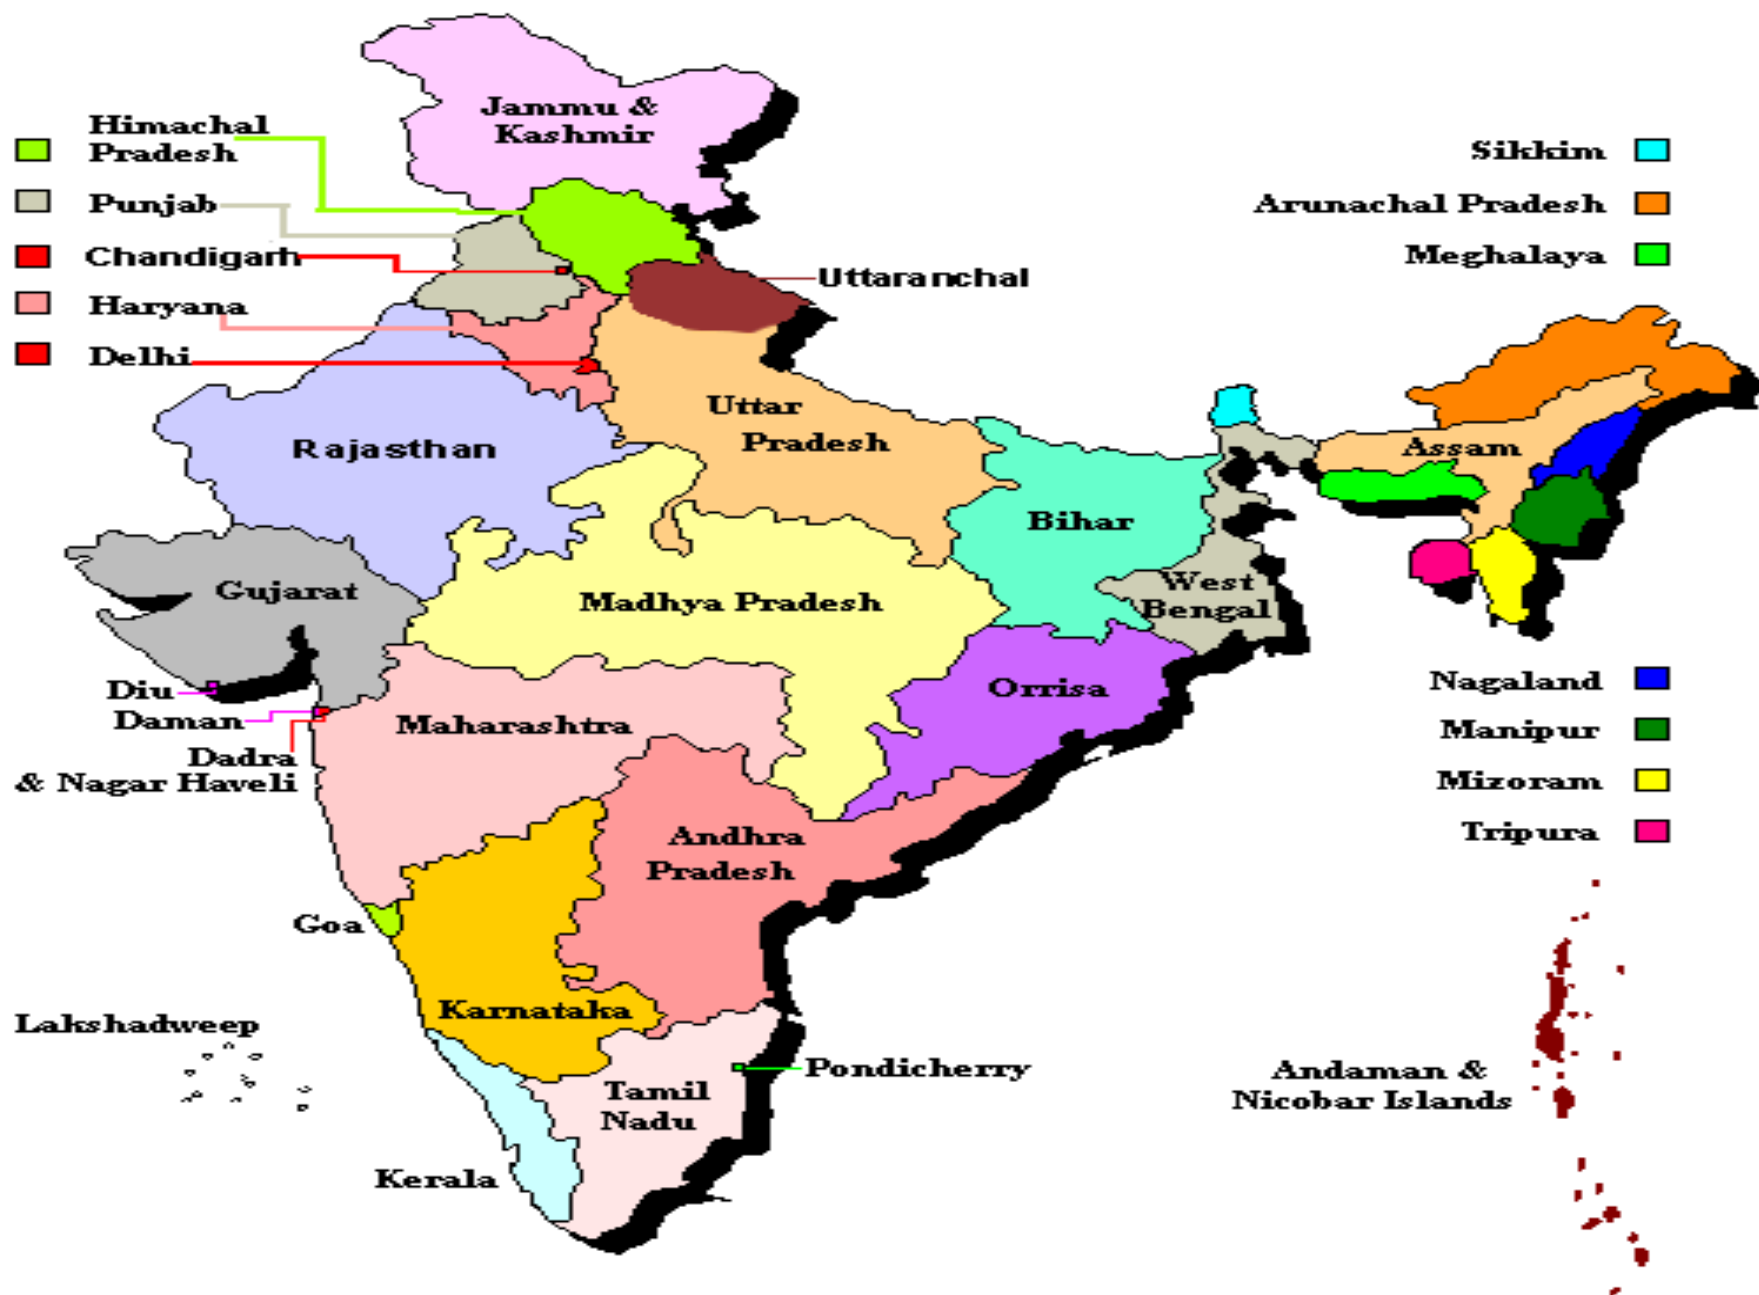 Jammu &
Kashmir
Himachal
Pradesh
Punjab
Chandigarh
Haryana
Delhi
Uttaranchal
Sikkim
Arunachal Pradesh
Meghalaya
Uttar
Pradesh
Rajasthan
Assam
Bihar
Gujarat
Madhya Pradesh
West
Bengal
Diu
Daman
Dadra
& Nagar Haveli
Maharashtra
Orrisa
Nagaland
Manipur
Mizoram
Tripura
Andhra
Pradesh
Goa
Karnataka
Lakshadweep
Pondicherry
Tamil
Nadu
Andaman &
Nicobar Islands
Kerala